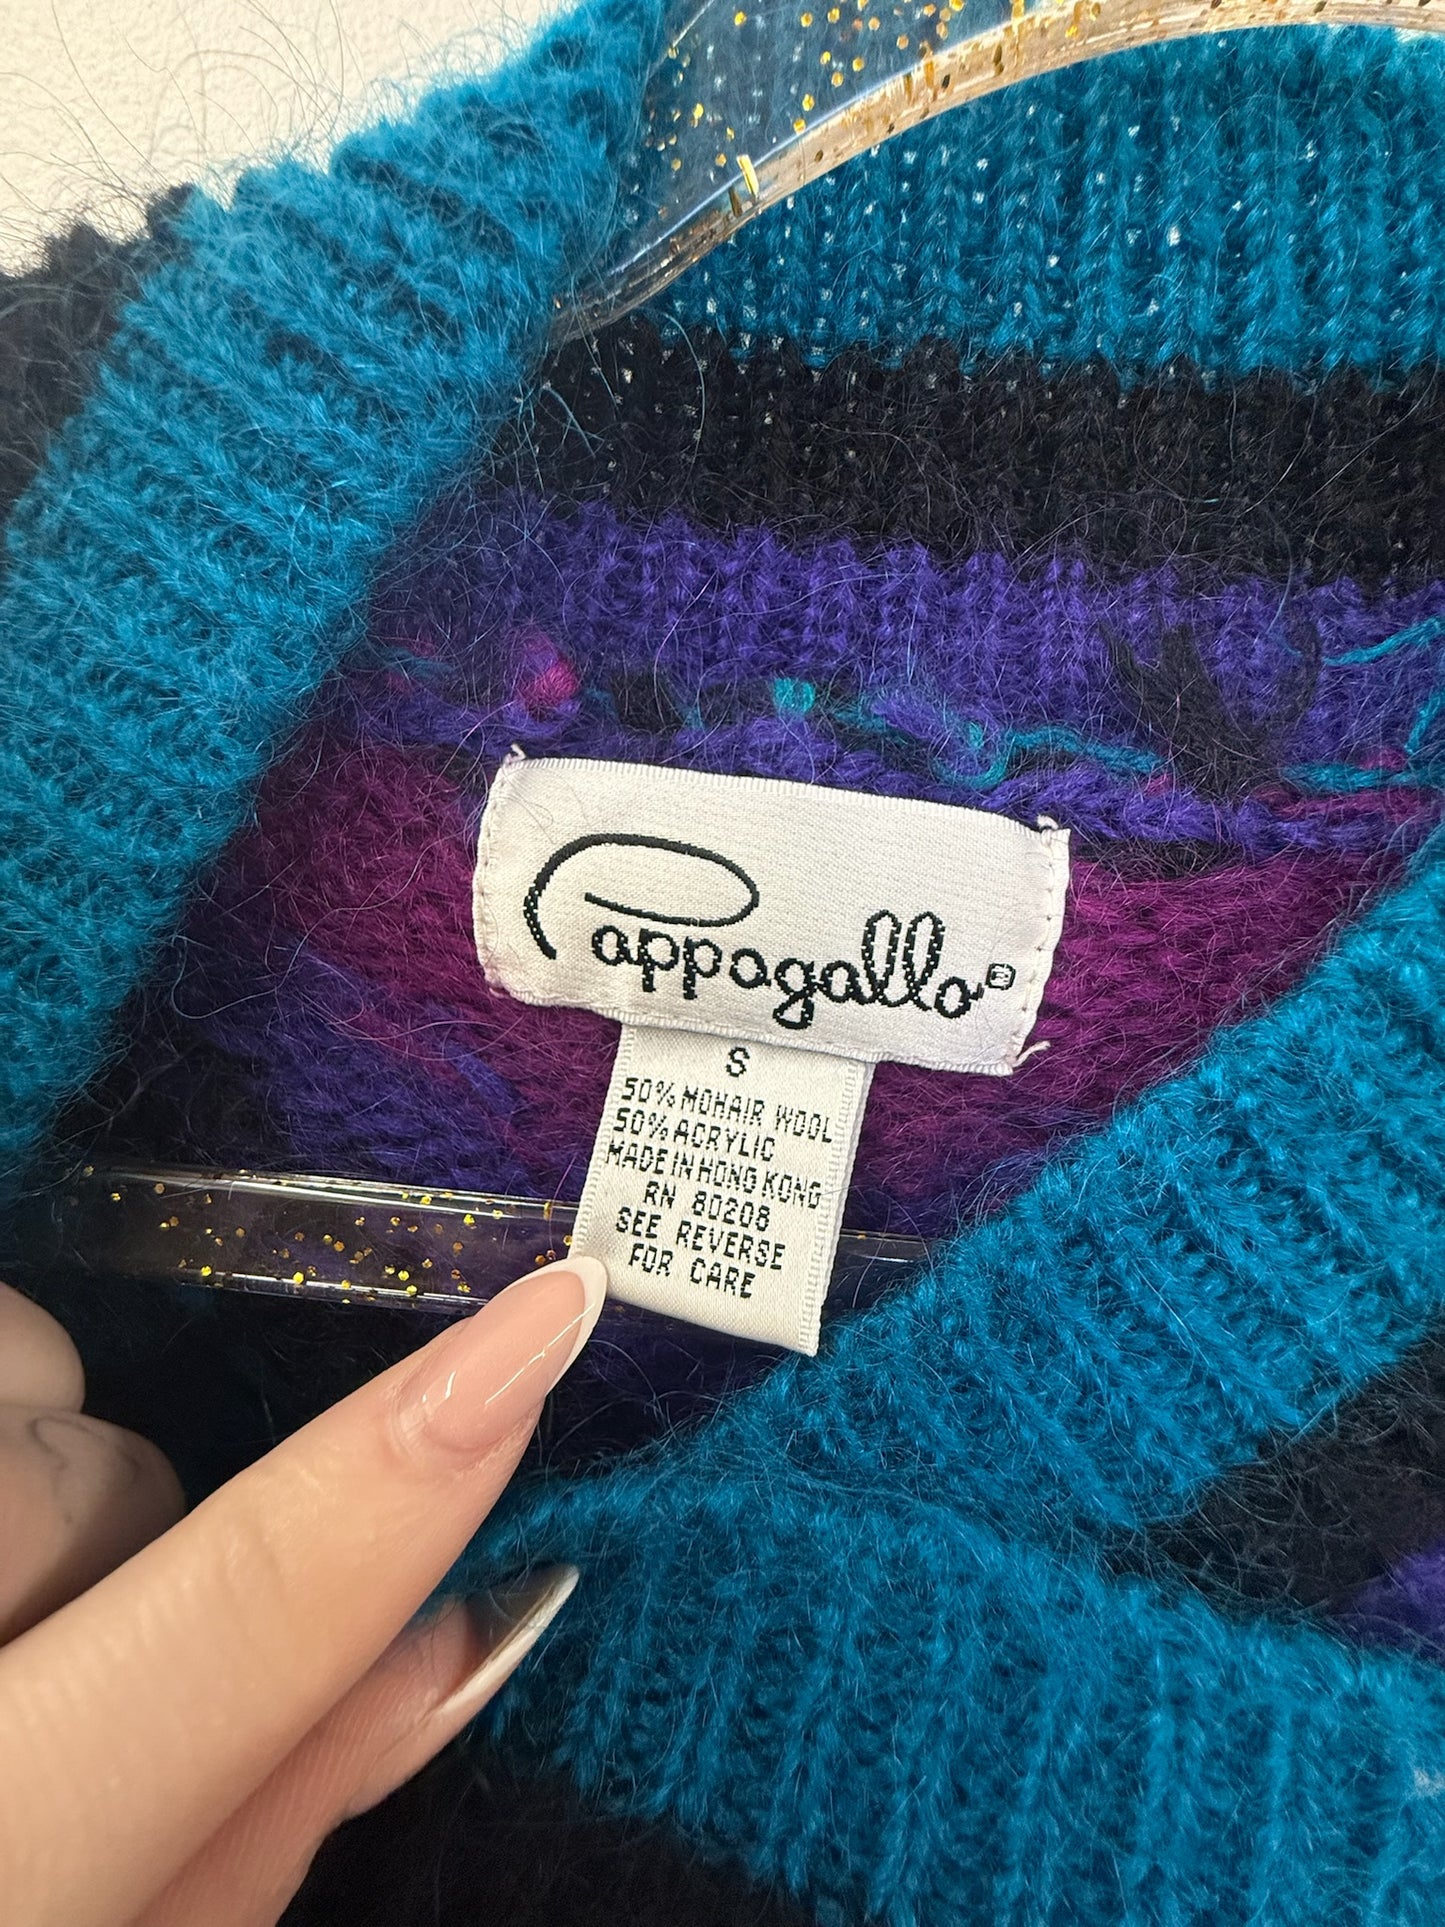 Pappagallo®
S
50% MOHAIR WOOL
50% ACRYLIC
MADE IN HONG KONG
RN 80208
SEE REVERSE
FOR CARE